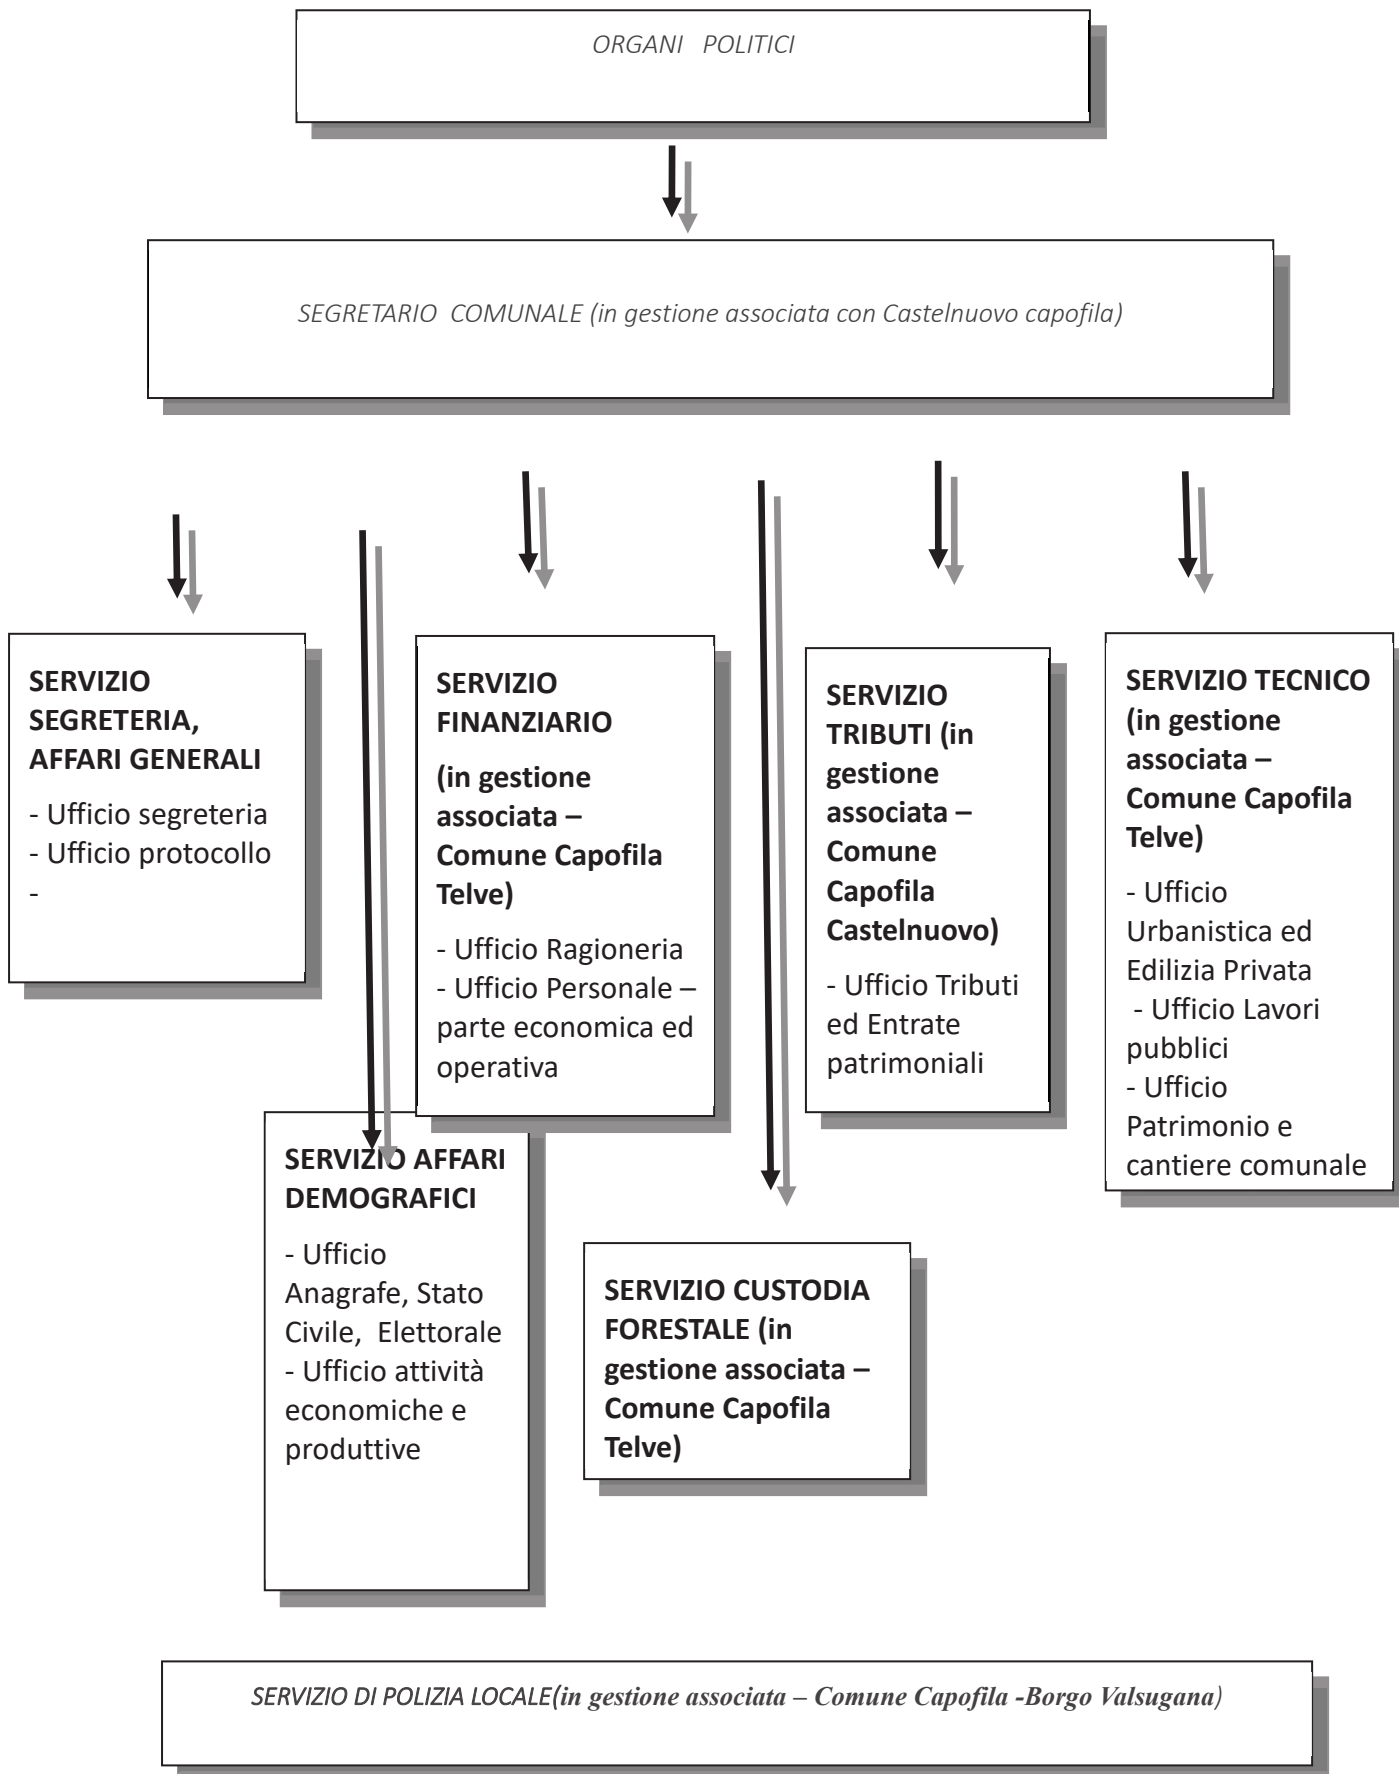 ORGANI POLITICI
SEGRETARIO COMUNALE (in gestione associata con Castelnuovo capofila)
SERVIZIO
SEGRETERIA,
AFFARI GENERALI
- Ufficio segreteria
- Ufficio protocollo
-
SERVIZIO
FINANZIARIO
(in gestione
associata –
Comune Capofila
Telve)
- Ufficio Ragioneria
- Ufficio Personale –
parte economica ed
operativa
SERVIZIO
TRIBUTI (in
gestione
associata –
Comune
Capofila
Castelnuovo)
- Ufficio Tributi
ed Entrate
patrimoniali
SERVIZIO TECNICO
(in gestione
associata –
Comune Capofila
Telve)
- Ufficio
Urbanistica ed
Edilizia Privata
- Ufficio Lavori
pubblici
- Ufficio
Patrimonio e
cantiere comunale
SERVIZIO AFFARI
DEMOGRAFICI
- Ufficio
Anagrafe, Stato
Civile, Elettorale
- Ufficio attività
economiche e
produttive
SERVIZIO CUSTODIA
FORESTALE (in
gestione associata –
Comune Capofila
Telve)
SERVIZIO DI POLIZIA LOCALE(in gestione associata – Comune Capofila -Borgo Valsugana)